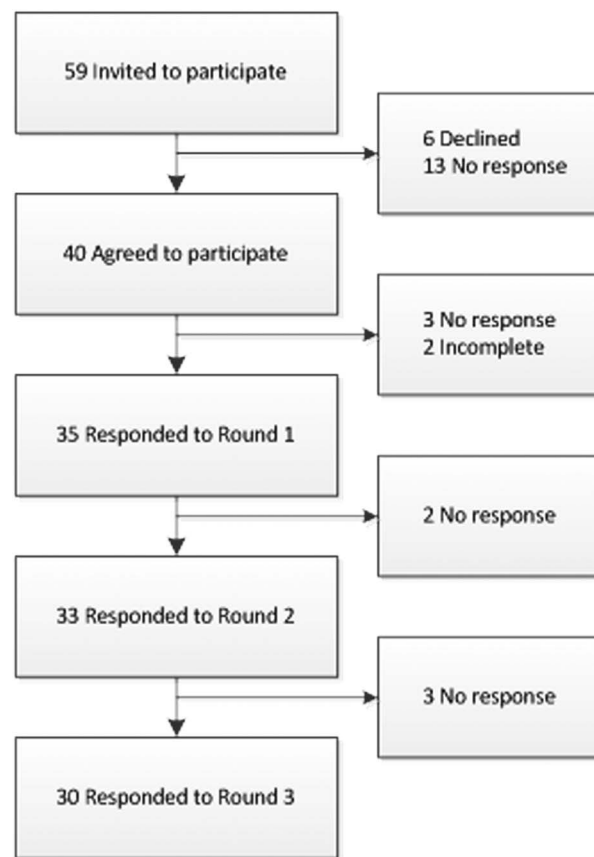 59 Invited to participate
6 Declined
13 No response
40 Agreed to participate
3 No response
2 Incomplete
35 Responded to Round 1
2 No response
33 Responded to Round 2
3 No response
30 Responded to Round 3